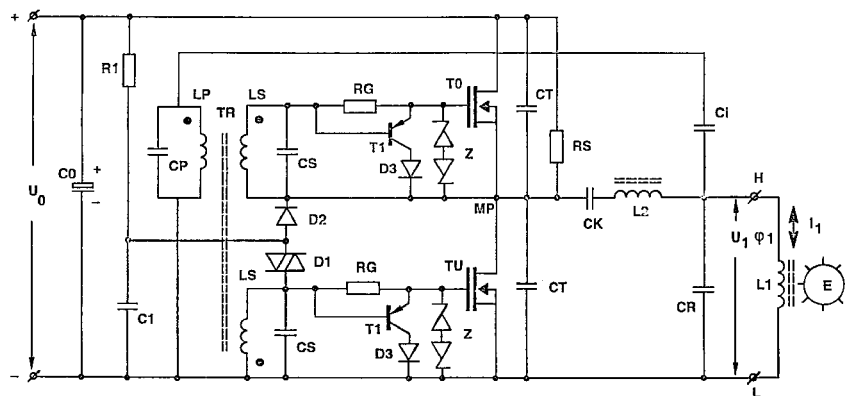 +
R1
LP
TR
LS
RG
T0
CT
CI
CP
CS
T1
D3
Z
RS
C0
+
−
U0
D2
MP
CK
L2
H
D1
LS
RG
TU
U1
φ1
I1
C1
CS
T1
D3
Z
CT
CR
L1
E
−
L